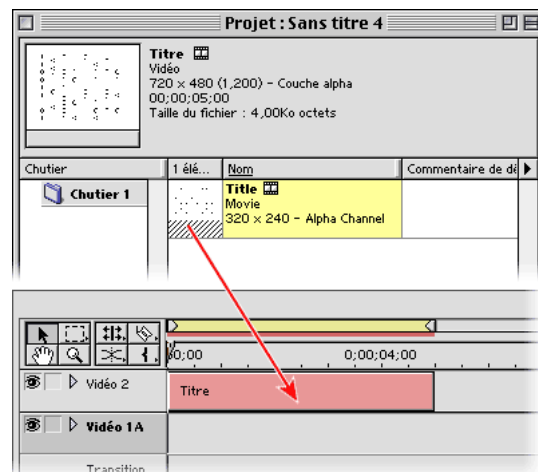 Projet : Sans titre 4
Titre
Vidéo
720 x 480 (1,200) - Couche alpha
00;00;05;00
Taille du fichier : 4,00Ko octets
Chutier
1 élé...
Nom
Commentaire de dé
Chutier 1
Title
Movie
320 x 240 - Alpha Channel
0;00
0;00;04;00
Vidéo 2
Titre
Vidéo 1A
Transition